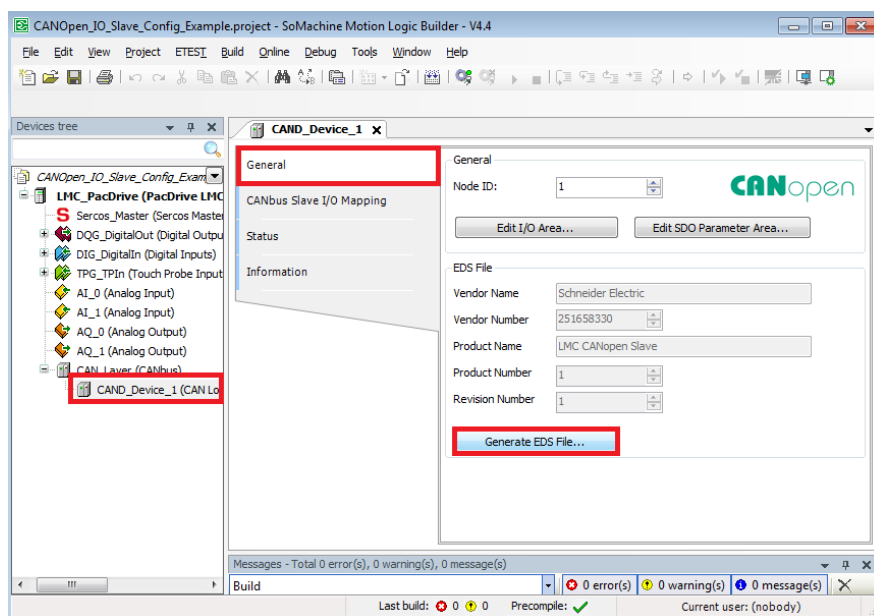 CANOpen_IO_Slave_Config_Example.project - SoMachine Motion Logic Builder - V4.4
File Edit View Project ETEST Build Online Debug Tools Window Help
Devices tree
CANOpen_IO_Slave_Config_Exam
LMC_PacDrive (PacDrive LMC
Sercos_Master (Sercos Master
DQG_DigitalOut (Digital Outpu
DIG_DigitalIn (Digital Inputs)
TPG_TPIn (Touch Probe Input
AI_0 (Analog Input)
AI_1 (Analog Input)
AQ_0 (Analog Output)
AQ_1 (Analog Output)
CAN_Layer (CANbus)
CAND_Device_1 (CAN Lo
CAND_Device_1
General
CANbus Slave I/O Mapping
Status
Information
General
Node ID: 1
CANopen
Edit I/O Area... Edit SDO Parameter Area...
EDS File
Vendor Name Schneider Electric
Vendor Number 251658330
Product Name LMC CANopen Slave
Product Number 1
Revision Number 1
Generate EDS File...
Messages - Total 0 error(s), 0 warning(s), 0 message(s)
Build 0 error(s) 0 warning(s) 0 message(s)
Last build: 0 0 Precompile: Current user: (nobody)